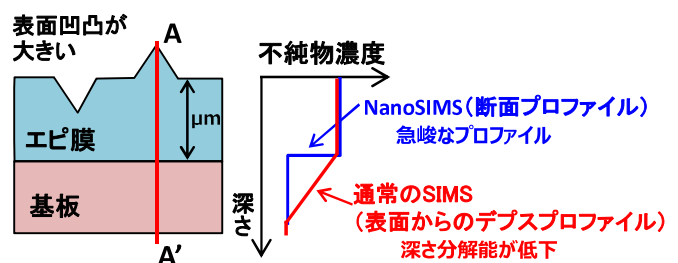 表面凹凸が
大きい
A
μm
エピ膜
基板
A’
不純物濃度
深さ
NanoSIMS（断面プロファイル）
急峻なプロファイル
通常のSIMS
（表面からのデプスプロファイル）
深さ分解能が低下